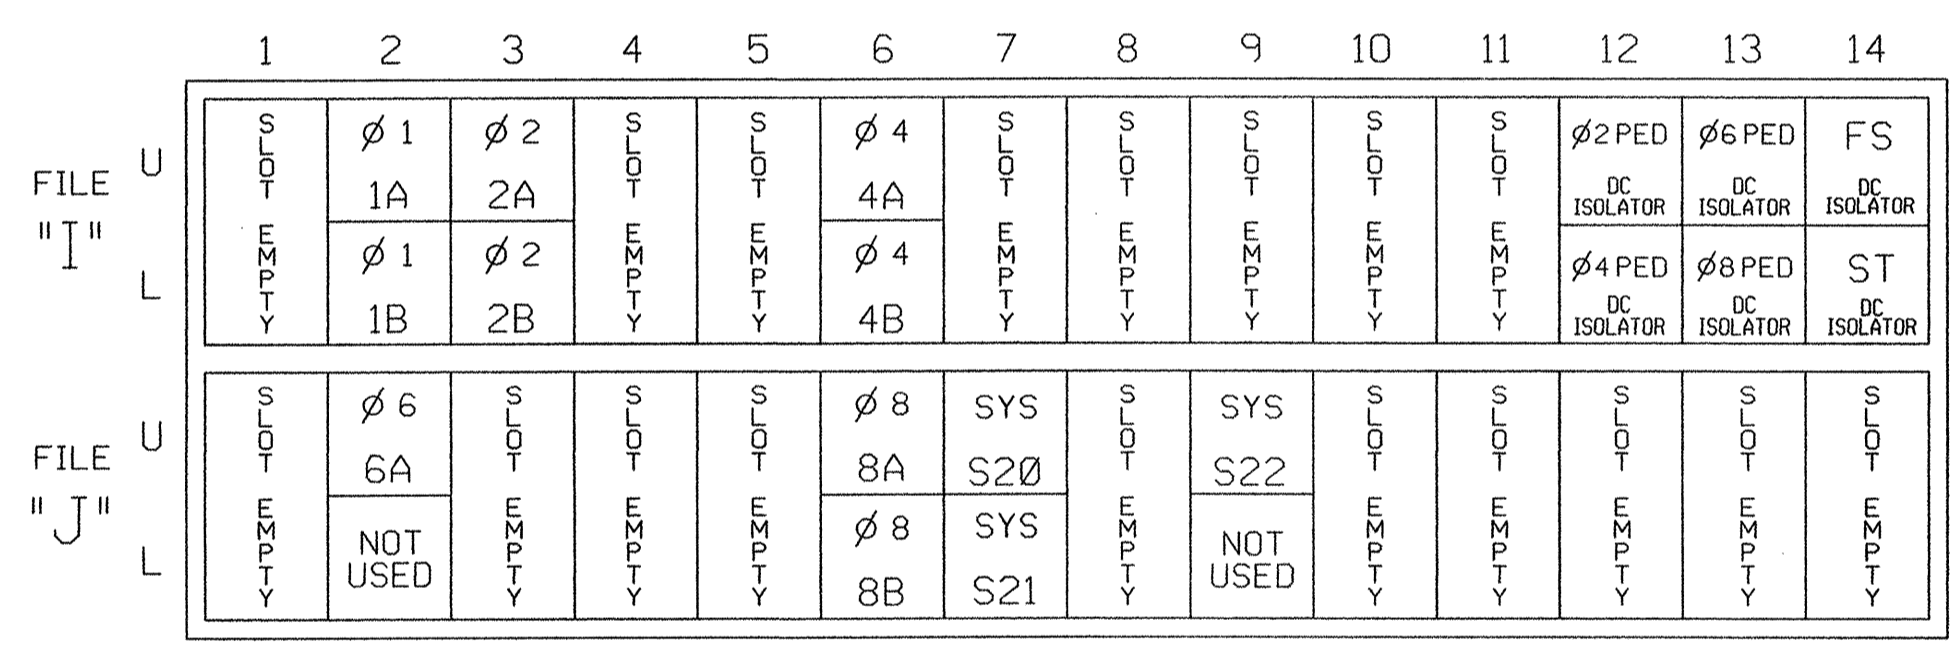 1 2 3 4 5 6 7 8 9 10 11 12 13 14
FILE
"I"
U
L
SLOT EMPTY
Ø 1
1A
Ø 1
1B
Ø 2
2A
Ø 2
2B
SLOT EMPTY
SLOT EMPTY
Ø 4
4A
Ø 4
4B
SLOT EMPTY
SLOT EMPTY
SLOT EMPTY
SLOT EMPTY
SLOT EMPTY
Ø2 PED
DC
ISOLATOR
Ø4 PED
DC
ISOLATOR
Ø6 PED
DC
ISOLATOR
Ø8 PED
DC
ISOLATOR
FS
DC
ISOLATOR
ST
DC
ISOLATOR
FILE
"J"
U
L
SLOT EMPTY
Ø 6
6A
NOT
USED
SLOT EMPTY
SLOT EMPTY
SLOT EMPTY
Ø 8
8A
Ø 8
8B
SYS
S20
SYS
S21
SLOT EMPTY
SYS
S22
NOT
USED
SLOT EMPTY
SLOT EMPTY
SLOT EMPTY
SLOT EMPTY
SLOT EMPTY